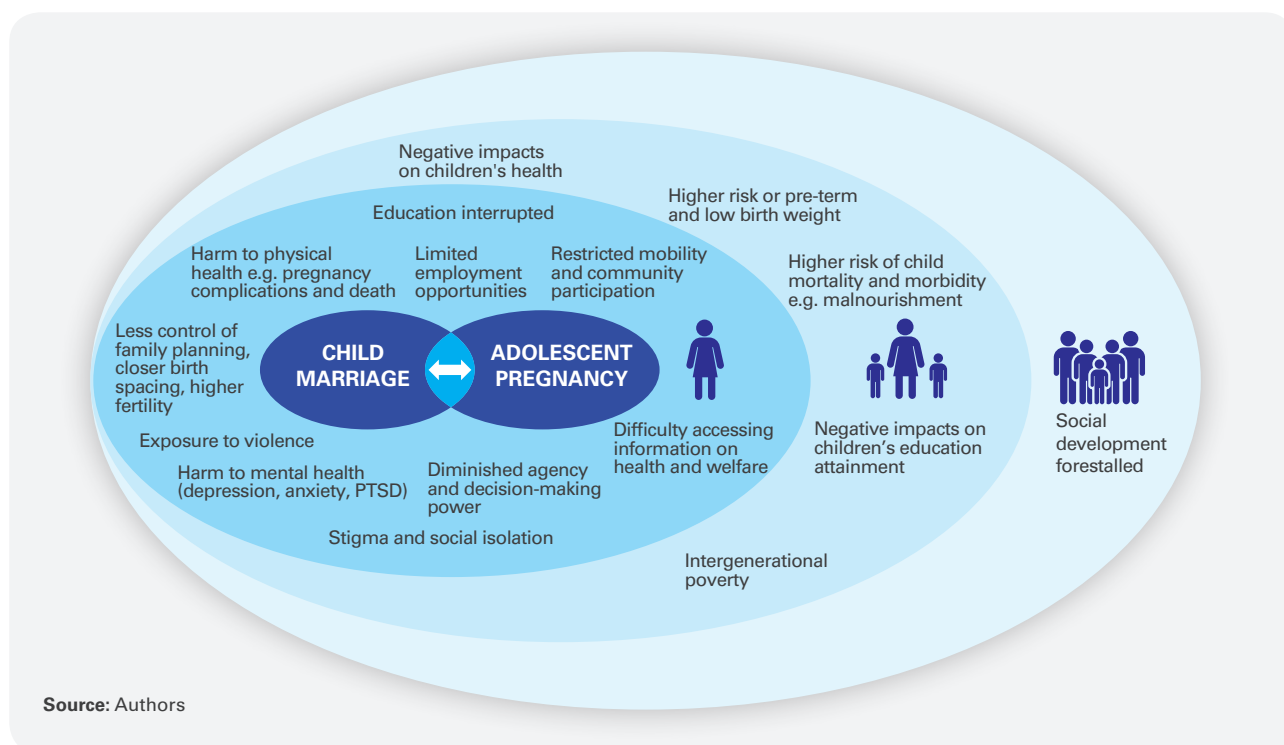 Negative impacts
on children's health
Higher risk or pre-term
and low birth weight
Education interrupted
Harm to physical
health e.g. pregnancy
complications and death
Limited
employment
opportunities
Restricted mobility
and community
participation
Higher risk of child
mortality and morbidity
e.g. malnourishment
Less control of
family planning,
closer birth
spacing, higher
fertility
CHILD
MARRIAGE
ADOLESCENT
PREGNANCY
Exposure to violence
Harm to mental health
(depression, anxiety, PTSD)
Diminished agency
and decision-making
power
Difficulty accessing
information on
health and welfare
Negative impacts on
children’s education
attainment
Social
development
forestalled
Stigma and social isolation
Intergenerational
poverty
Source: Authors